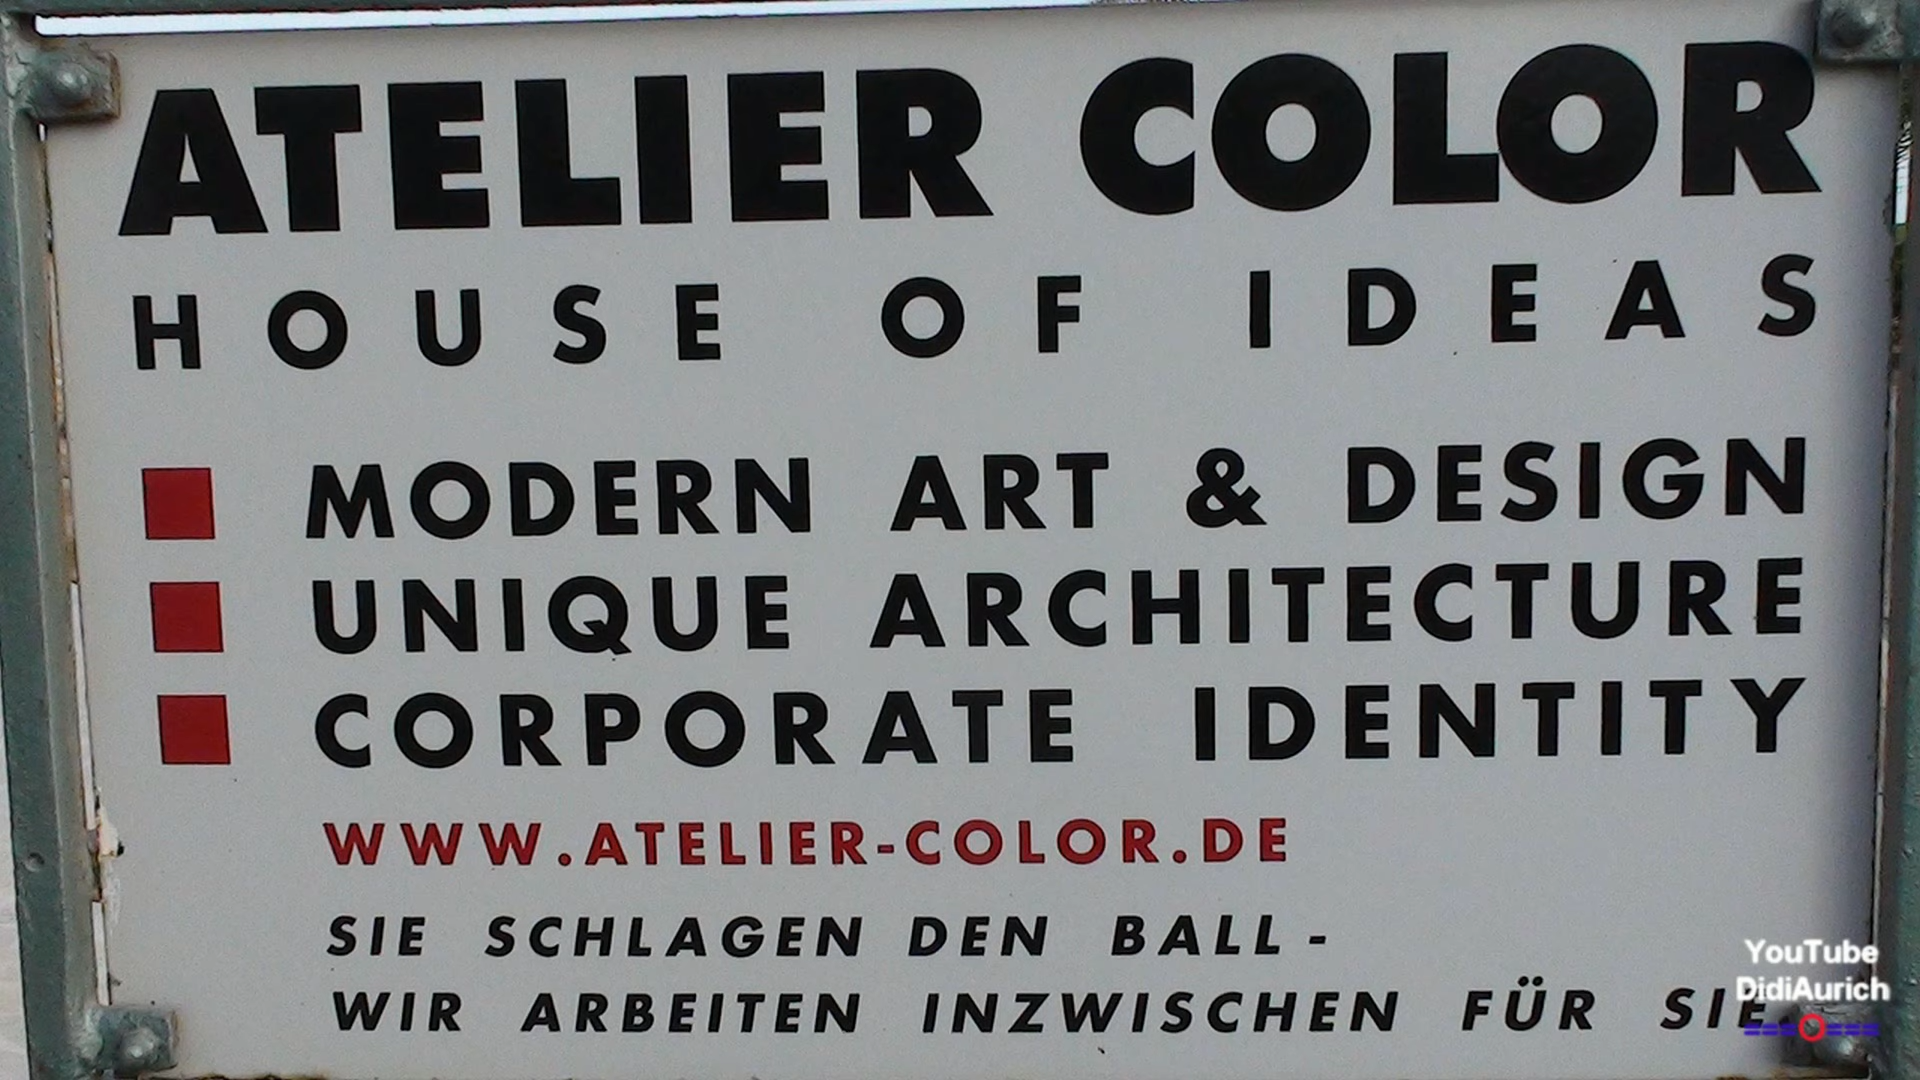 ATELIER COLOR
HOUSE OF IDEAS
MODERN ART & DESIGN
UNIQUE ARCHITECTURE
CORPORATE IDENTITY
WWW.ATELIER-COLOR.DE
SIE SCHLAGEN DEN BALL -
WIR ARBEITEN INZWISCHEN FÜR SIE
YouTube
DidiAurich
===O===